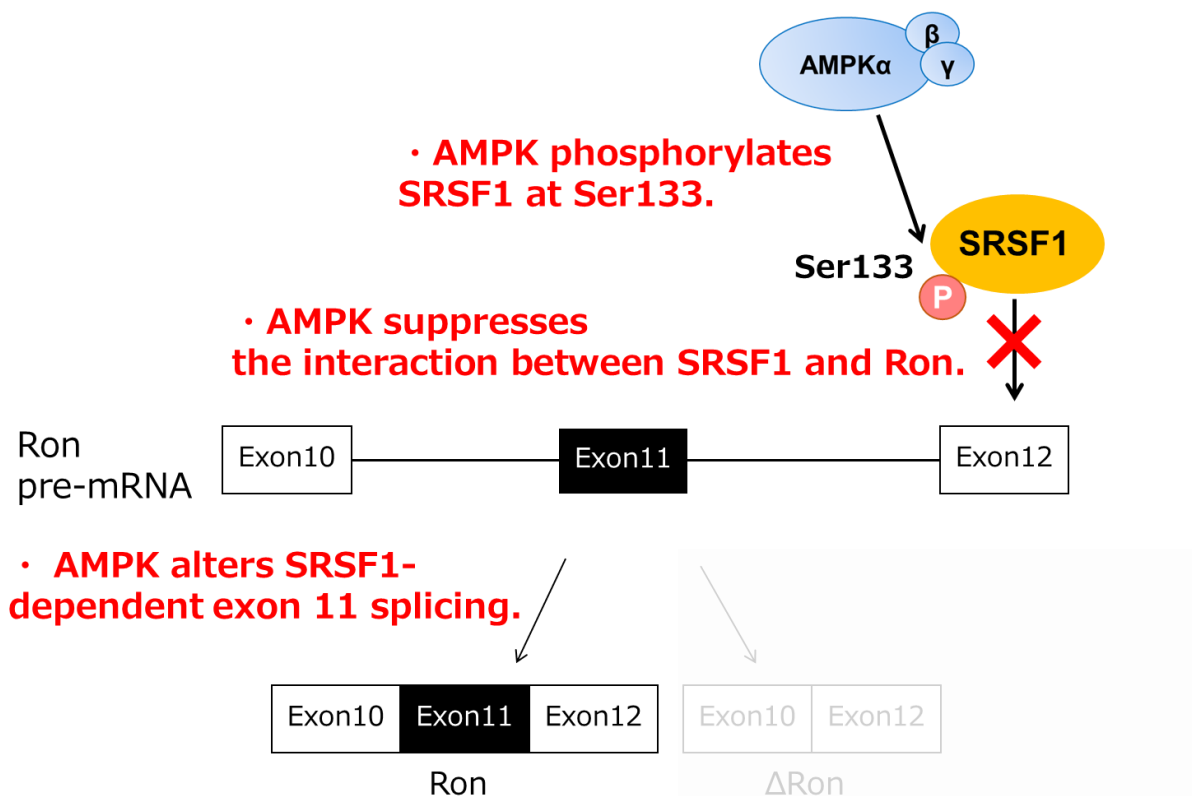 AMPKα
β
γ
・AMPK phosphorylates
SRSF1 at Ser133.
SRSF1
Ser133
P
・AMPK suppresses
the interaction between SRSF1 and Ron.
Ron
pre-mRNA
Exon10
Exon11
Exon12
・ AMPK alters SRSF1-
dependent exon 11 splicing.
Exon10
Exon11
Exon12
Exon10
Exon12
Ron
ΔRon